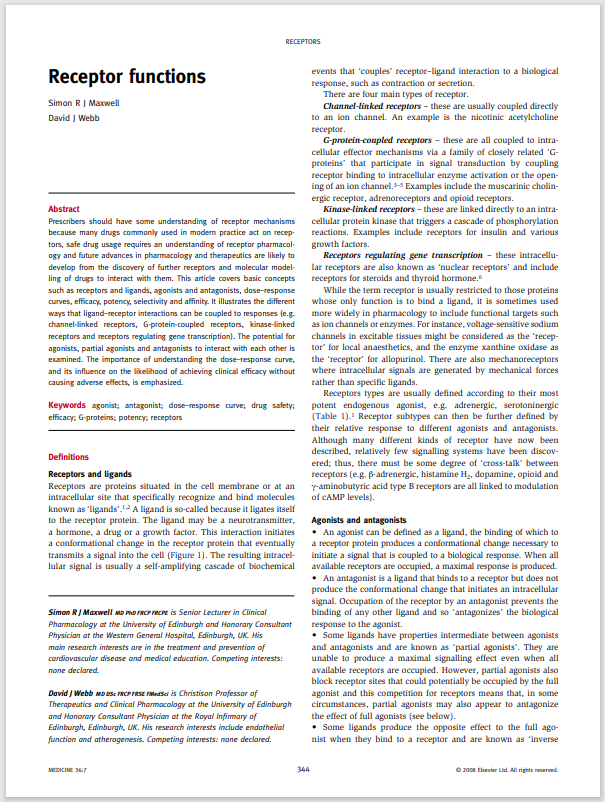 RECEPTORS
Receptor functions
Simon R J Maxwell
David J Webb
Abstract
Prescribers should have some understanding of receptor mechanisms
because many drugs commonly used in modern practice act on recep-
tors, safe drug usage requires an understanding of receptor pharmacol-
ogy and future advances in pharmacology and therapeutics are likely to
develop from the discovery of further receptors and molecular model-
ling of drugs to interact with them. This article covers basic concepts
such as receptors and ligands, agonists and antagonists, dose–response
curves, efficacy, potency, selectivity and affinity. It illustrates the different
ways that ligand–receptor interactions can be coupled to responses (e.g.
channel-linked receptors, G-protein-coupled receptors, kinase-linked
receptors and receptors regulating gene transcription). The potential for
agonists, partial agonists and antagonists to interact with each other is
examined. The importance of understanding the dose–response curve,
and its influence on the likelihood of achieving clinical efficacy without
causing adverse effects, is emphasized.
Keywords agonist; antagonist; dose–response curve; drug safety;
efficacy; G-proteins; potency; receptors
Definitions
Receptors and ligands
Receptors are proteins situated in the cell membrane or at an
intracellular site that specifically recognize and bind molecules
known as ‘ligands’.1,2 A ligand is so-called because it ligates itself
to the receptor protein. The ligand may be a neurotransmitter,
a hormone, a drug or a growth factor. This interaction initiates
a conformational change in the receptor protein that eventually
transmits a signal into the cell (Figure 1). The resulting intracel-
lular signal is usually a self-amplifying cascade of biochemical
Simon R J Maxwell MD PhD FRCP FRCPE is Senior Lecturer in Clinical
Pharmacology at the University of Edinburgh and Honorary Consultant
Physician at the Western General Hospital, Edinburgh, UK. His
main research interests are in the treatment and prevention of
cardiovascular disease and medical education. Competing interests:
none declared.
David J Webb MD DSc FRCP FRSE FMedSci is Christison Professor of
Therapeutics and Clinical Pharmacology at the University of Edinburgh
and Honorary Consultant Physician at the Royal Infirmary of
Edinburgh, Edinburgh, UK. His research interests include endothelial
function and atherogenesis. Competing interests: none declared.
events that ‘couples’ receptor–ligand interaction to a biological
response, such as contraction or secretion.
There are four main types of receptor.
Channel-linked receptors – these are usually coupled directly
to an ion channel. An example is the nicotinic acetylcholine
receptor.
G-protein-coupled receptors – these are all coupled to intra-
cellular effector mechanisms via a family of closely related ‘G-
proteins’ that participate in signal transduction by coupling
receptor binding to intracellular enzyme activation or the open-
ing of an ion channel.3–5 Examples include the muscarinic cholin-
ergic receptor, adrenoreceptors and opioid receptors.
Kinase-linked receptors – these are linked directly to an intra-
cellular protein kinase that triggers a cascade of phosphorylation
reactions. Examples include receptors for insulin and various
growth factors.
Receptors regulating gene transcription – these intracellu-
lar receptors are also known as ‘nuclear receptors’ and include
receptors for steroids and thyroid hormone.6
While the term receptor is usually restricted to those proteins
whose only function is to bind a ligand, it is sometimes used
more widely in pharmacology to include functional targets such
as ion channels or enzymes. For instance, voltage-sensitive sodium
channels in excitable tissues might be considered as the ‘recep-
tor’ for local anaesthetics, and the enzyme xanthine oxidase as
the ‘receptor’ for allopurinol. There are also mechanoreceptors
where intracellular signals are generated by mechanical forces
rather than specific ligands.
Receptors types are usually defined according to their most
potent endogenous agonist, e.g. adrenergic, serotoninergic
(Table 1).1 Receptor subtypes can then be further defined by
their relative response to different agonists and antagonists.
Although many different kinds of receptor have now been
described, relatively few signalling systems have been discov-
ered; thus, there must be some degree of ‘cross-talk’ between
receptors (e.g. β-adrenergic, histamine H2, dopamine, opioid and
γ-aminobutyric acid type B receptors are all linked to modulation
of cAMP levels).
Agonists and antagonists
• An agonist can be defined as a ligand, the binding of which to
a receptor protein produces a conformational change necessary to
initiate a signal that is coupled to a biological response. When all
available receptors are occupied, a maximal response is produced.
• An antagonist is a ligand that binds to a receptor but does not
produce the conformational change that initiates an intracellular
signal. Occupation of the receptor by an antagonist prevents the
binding of any other ligand and so ‘antagonizes’ the biological
response to the agonist.
• Some ligands have properties intermediate between agonists
and antagonists and are known as ‘partial agonists’. They are
unable to produce a maximal signalling effect even when all
available receptors are occupied. However, partial agonists also
block receptor sites that could potentially be occupied by the full
agonist and this competition for receptors means that, in some
circumstances, partial agonists may also appear to antagonize
the effect of full agonists (see below).
• Some ligands produce the opposite effect to the full ago-
nist when they bind to a receptor and are known as ‘inverse
MEDICINE 36:7
344
© 2008 Elsevier Ltd. All rights reserved.